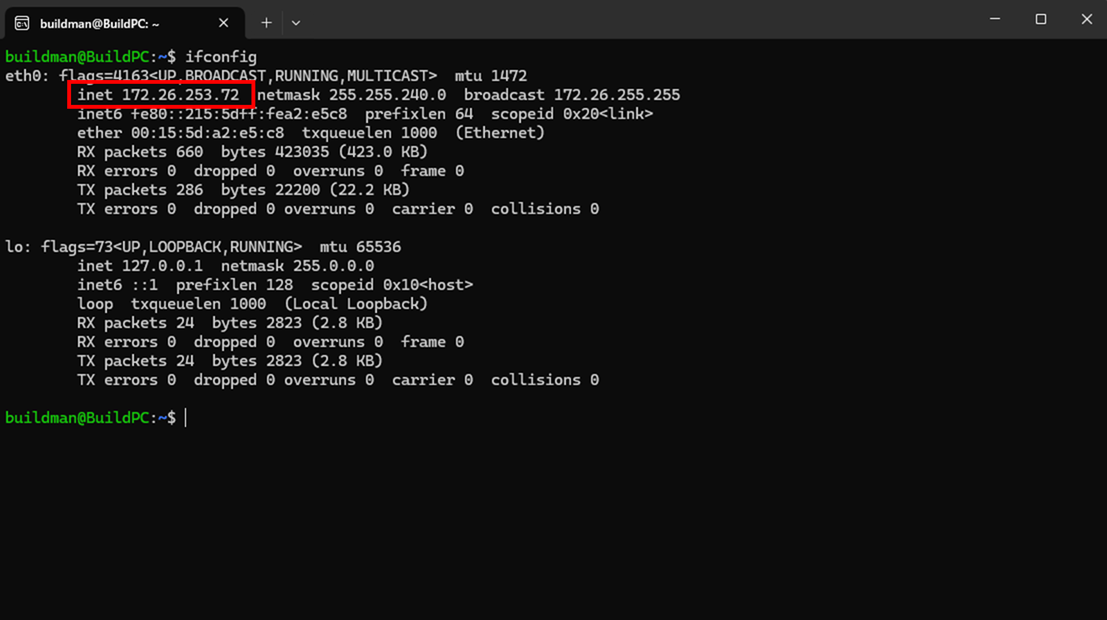 buildman@BuildPC: ~
buildman@BuildPC:~$ ifconfig
eth0: flags=4163<UP,BROADCAST,RUNNING,MULTICAST>  mtu 1472
        inet 172.26.253.72  netmask 255.255.240.0  broadcast 172.26.255.255
        inet6 fe80::215:5dff:fea2:e5c8  prefixlen 64  scopeid 0x20<link>
        ether 00:15:5d:a2:e5:c8  txqueuelen 1000  (Ethernet)
        RX packets 660  bytes 423035 (423.0 KB)
        RX errors 0  dropped 0  overruns 0  frame 0
        TX packets 286  bytes 22200 (22.2 KB)
        TX errors 0  dropped 0 overruns 0  carrier 0  collisions 0
lo: flags=73<UP,LOOPBACK,RUNNING>  mtu 65536
        inet 127.0.0.1  netmask 255.0.0.0
        inet6 ::1  prefixlen 128  scopeid 0x10<host>
        loop  txqueuelen 1000  (Local Loopback)
        RX packets 24  bytes 2823 (2.8 KB)
        RX errors 0  dropped 0  overruns 0  frame 0
        TX packets 24  bytes 2823 (2.8 KB)
        TX errors 0  dropped 0 overruns 0  carrier 0  collisions 0
buildman@BuildPC:~$